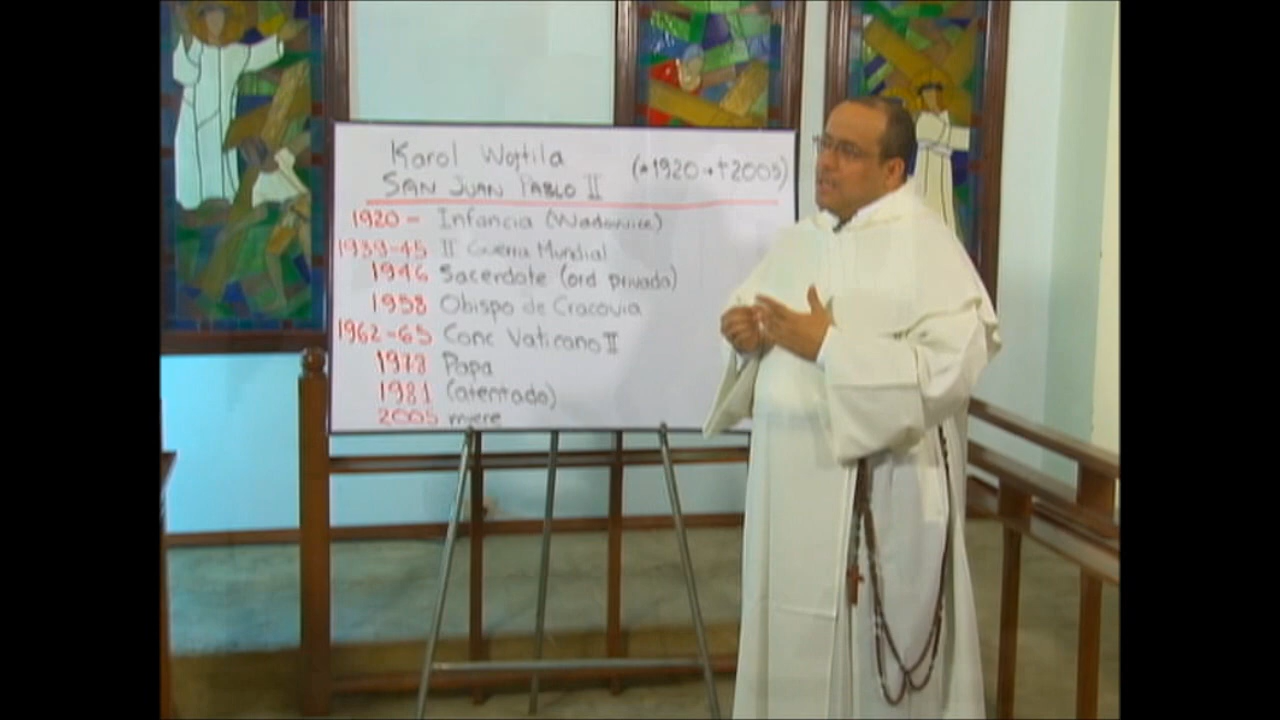 Karol Wojtila
SAN JUAN PABLO II
(*1920→†2005)
1920 - Infancia (Wadowice)
1939-45 II Guerra Mundial
1946 Sacerdote (ord privada)
1958 Obispo de Cracovia
1962-65 Conc Vaticano II
1978 Papa
1981 (atentado)
2005 mere